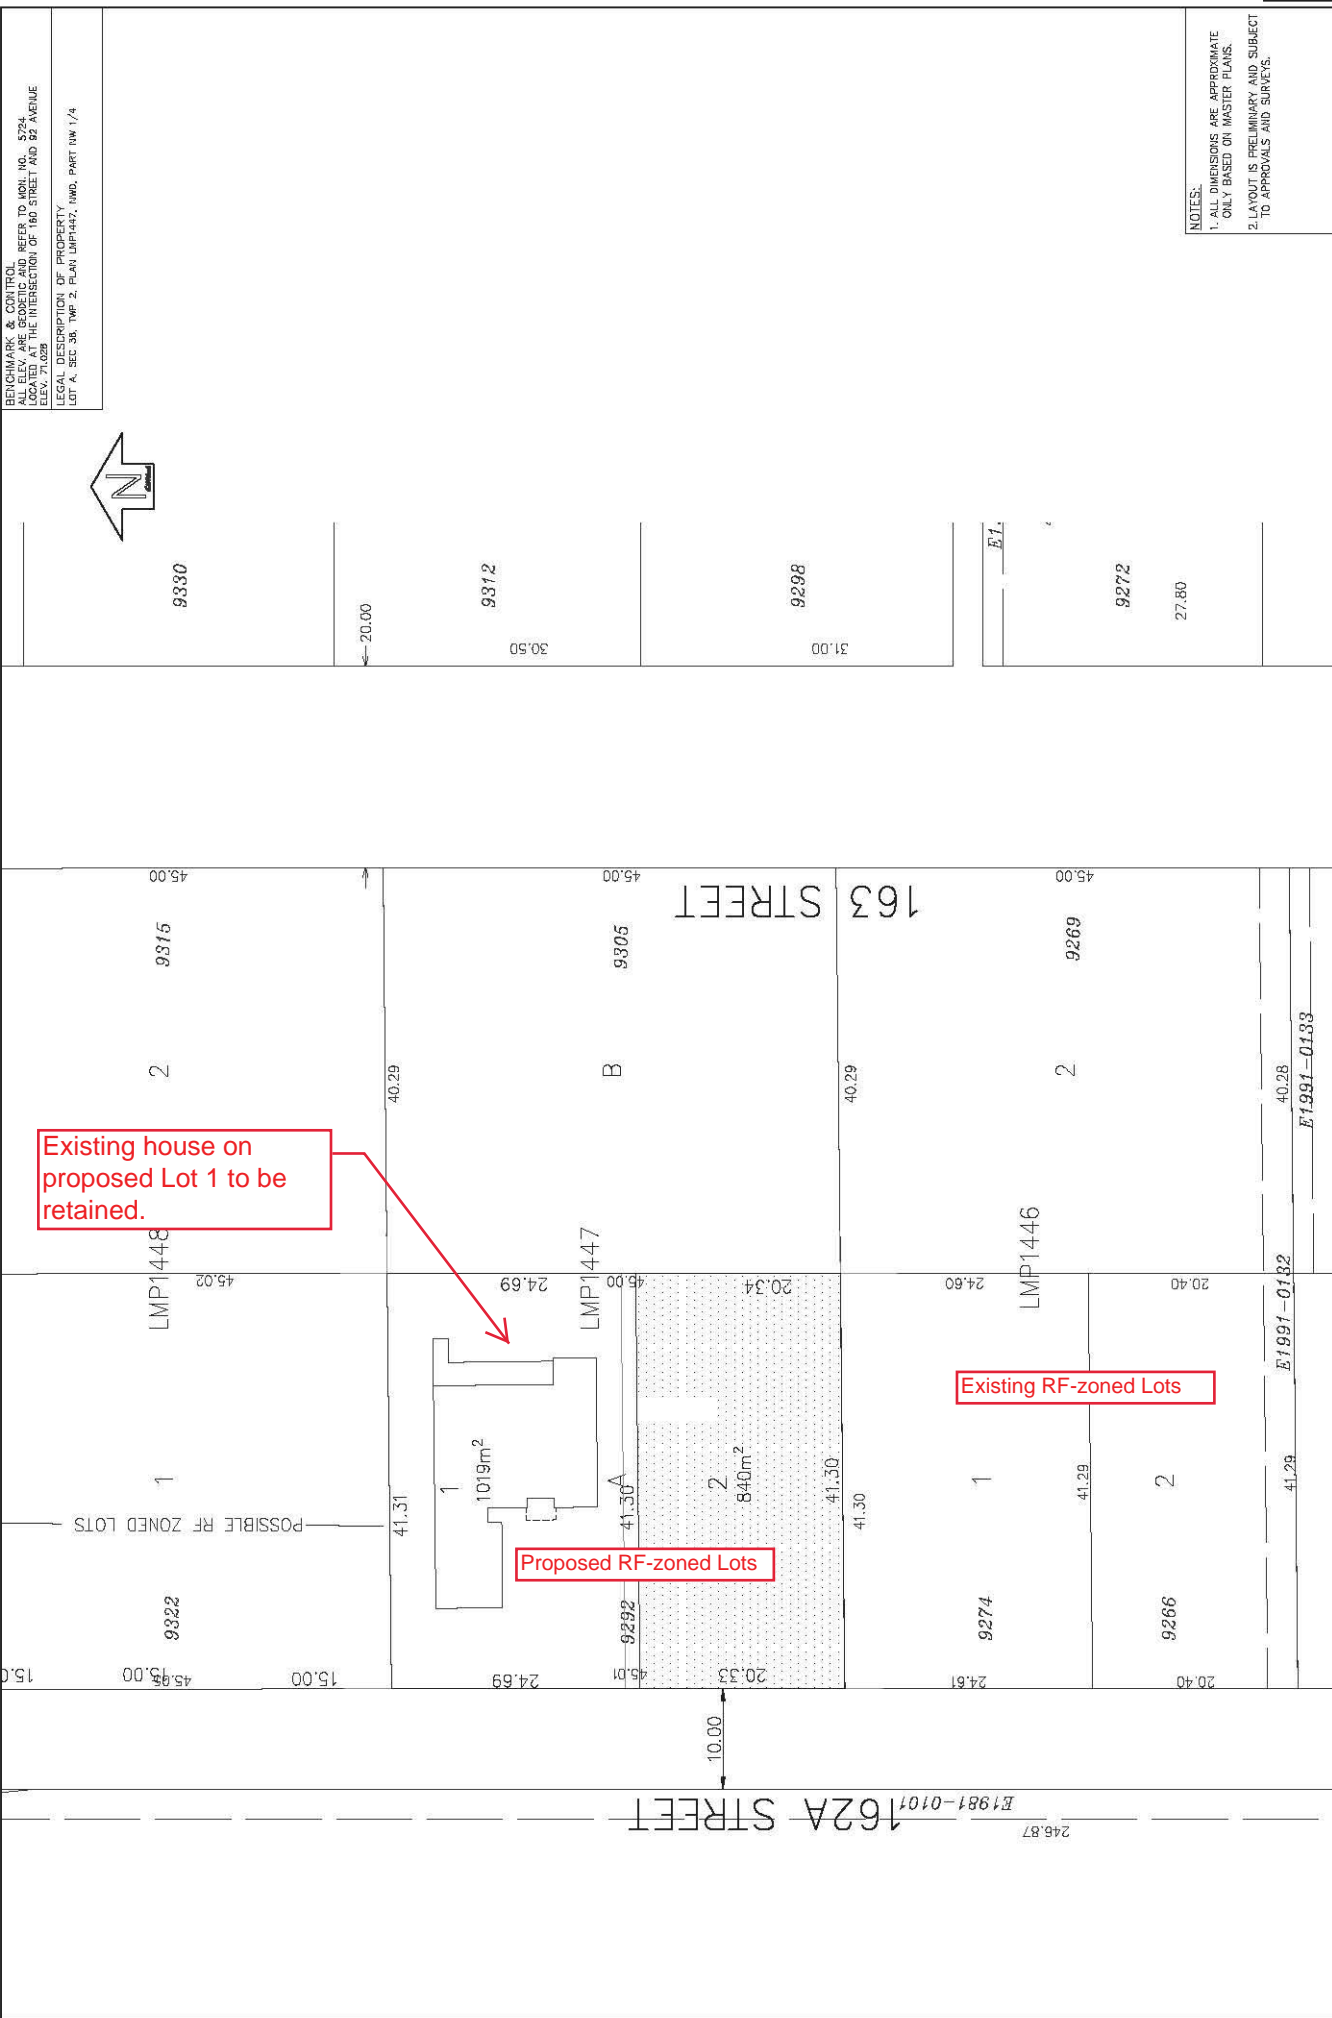 BENCHMARK & CONTROL
ALL ELEV. ARE GEODETIC AND REFER TO MON. NO. 5724
LOCATED AT THE INTERSECTION OF 160 STREET AND 92 AVENUE
ELEV. 71.028
LEGAL DESCRIPTION OF PROPERTY
LOT A, SEC 36, TWP 2, PLAN LMP1447, NWD, PART NW 1/4
NOTES:
1. ALL DIMENSIONS ARE APPROXIMATE
ONLY BASED ON MASTER PLANS.
2. LAYOUT IS PRELIMINARY AND SUBJECT
TO APPROVALS AND SURVEYS.
N
9330
9312
9298
9272
27.80
E1
20.00
30.50
31.00
45.00
45.00
45.00
163 STREET
9315
9305
9269
2
B
2
40.29
40.29
40.28
E1991-0133
Existing house on
proposed Lot 1 to be
retained.
LMP1448
LMP1447
LMP1446
45.02
24.69
45.00
20.34
24.60
20.40
E1991-0132
Existing RF-zoned Lots
1
1
1019m²
A
2
840m²
1
2
41.31
41.30
41.30
41.30
41.29
41.29
POSSIBLE RF ZONED LOTS
Proposed RF-zoned Lots
9322
9292
9274
9266
15.00
45.05
15.00
24.69
45.01
20.33
24.61
20.40
10.00
162A STREET
E1981-0101
246.87